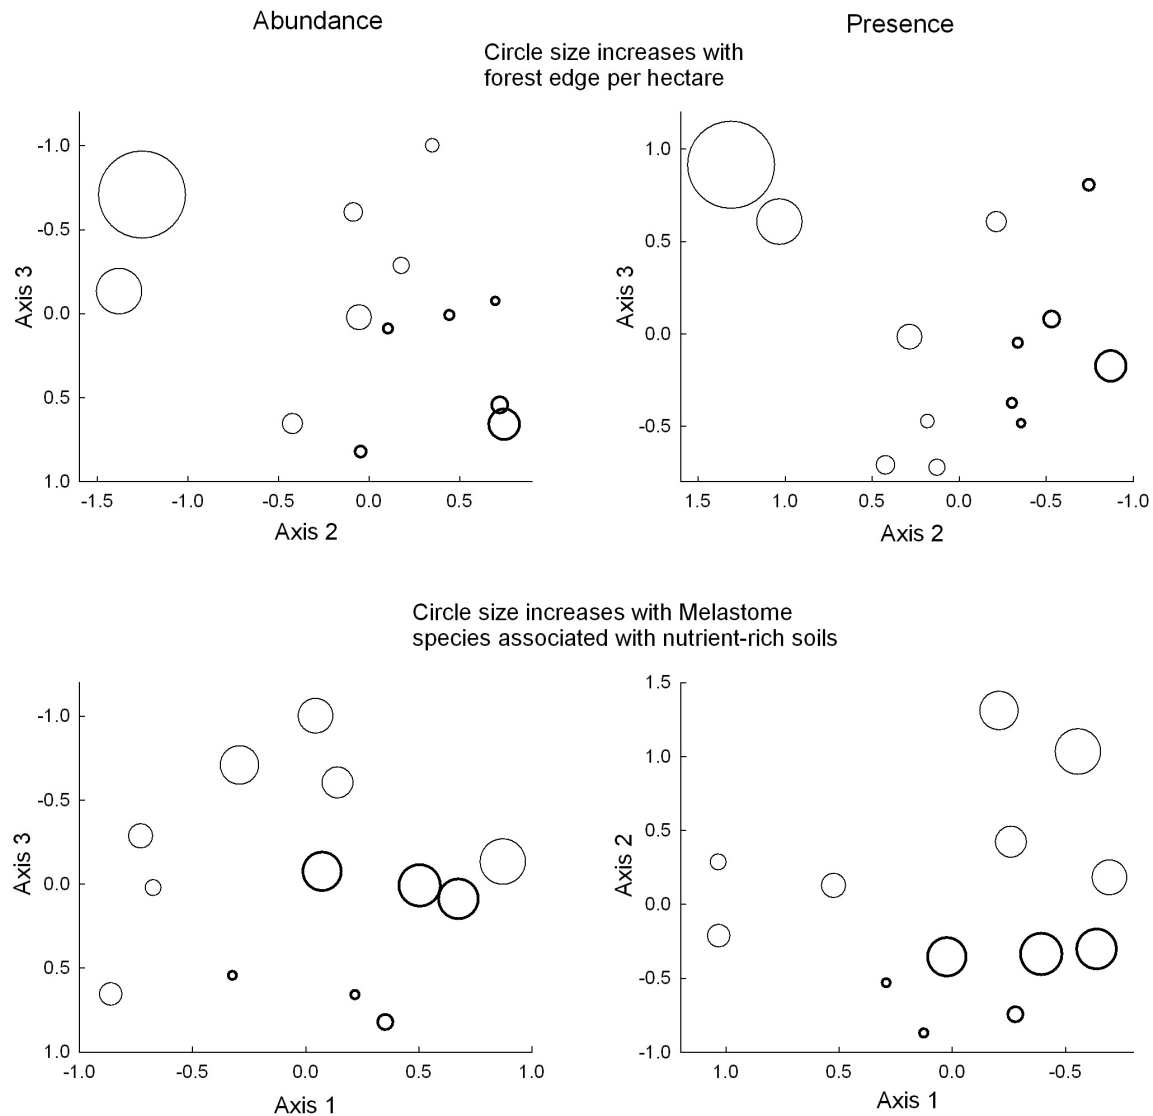 Abundance
Presence
Circle size increases with
forest edge per hectare
-1.0
-0.5
0.0
0.5
1.0
Axis 3
-1.5 -1.0 -0.5 0.0 0.5
Axis 2
1.0
0.5
0.0
-0.5
Axis 3
1.5 1.0 0.5 0.0 -0.5 -1.0
Axis 2
Circle size increases with Melastome
species associated with nutrient-rich soils
-1.0
-0.5
0.0
0.5
1.0
Axis 3
-1.0 -0.5 0.0 0.5 1.0
Axis 1
1.5
1.0
0.5
0.0
-0.5
-1.0
Axis 2
1.0 0.5 0.0 -0.5
Axis 1